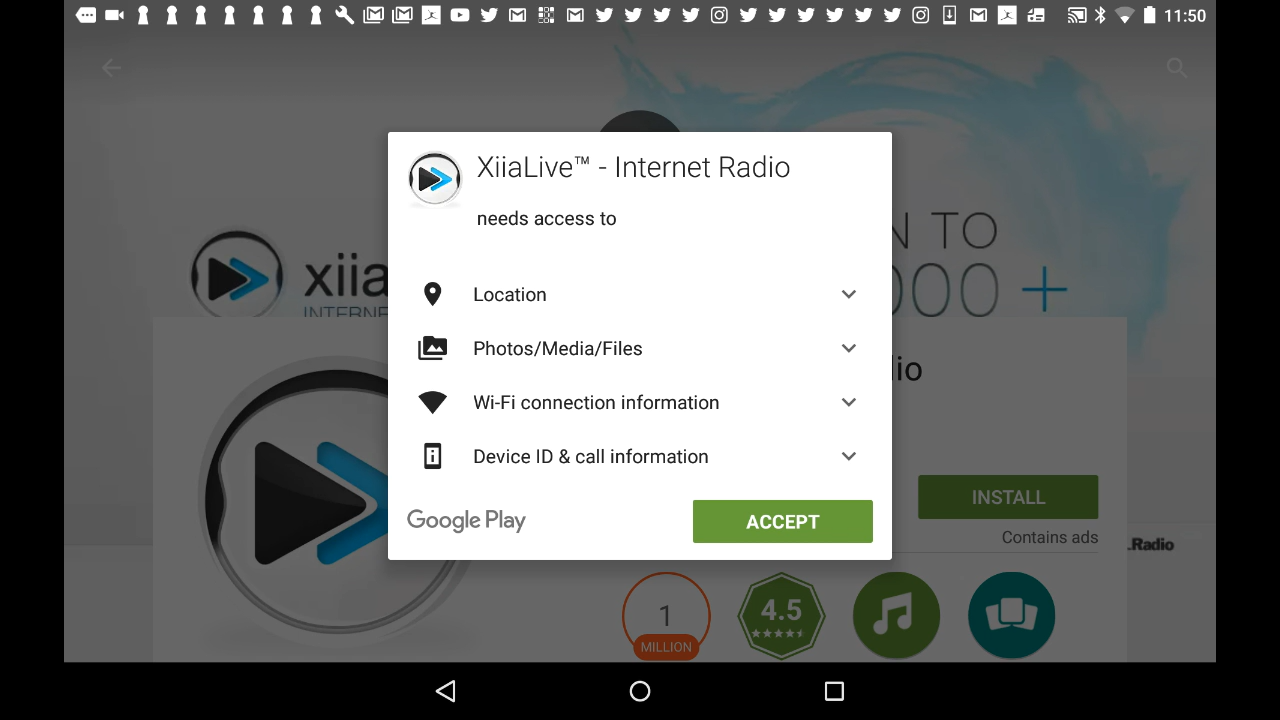 11:50
XiiaLive™ - Internet Radio
needs access to
N TO
000 +
xiia
INTERNE
Location
Photos/Media/Files
Wi-Fi connection information
Device ID & call information
dio
INSTALL
Google Play
ACCEPT
Contains ads
.Radio
1
MILLION
4.5